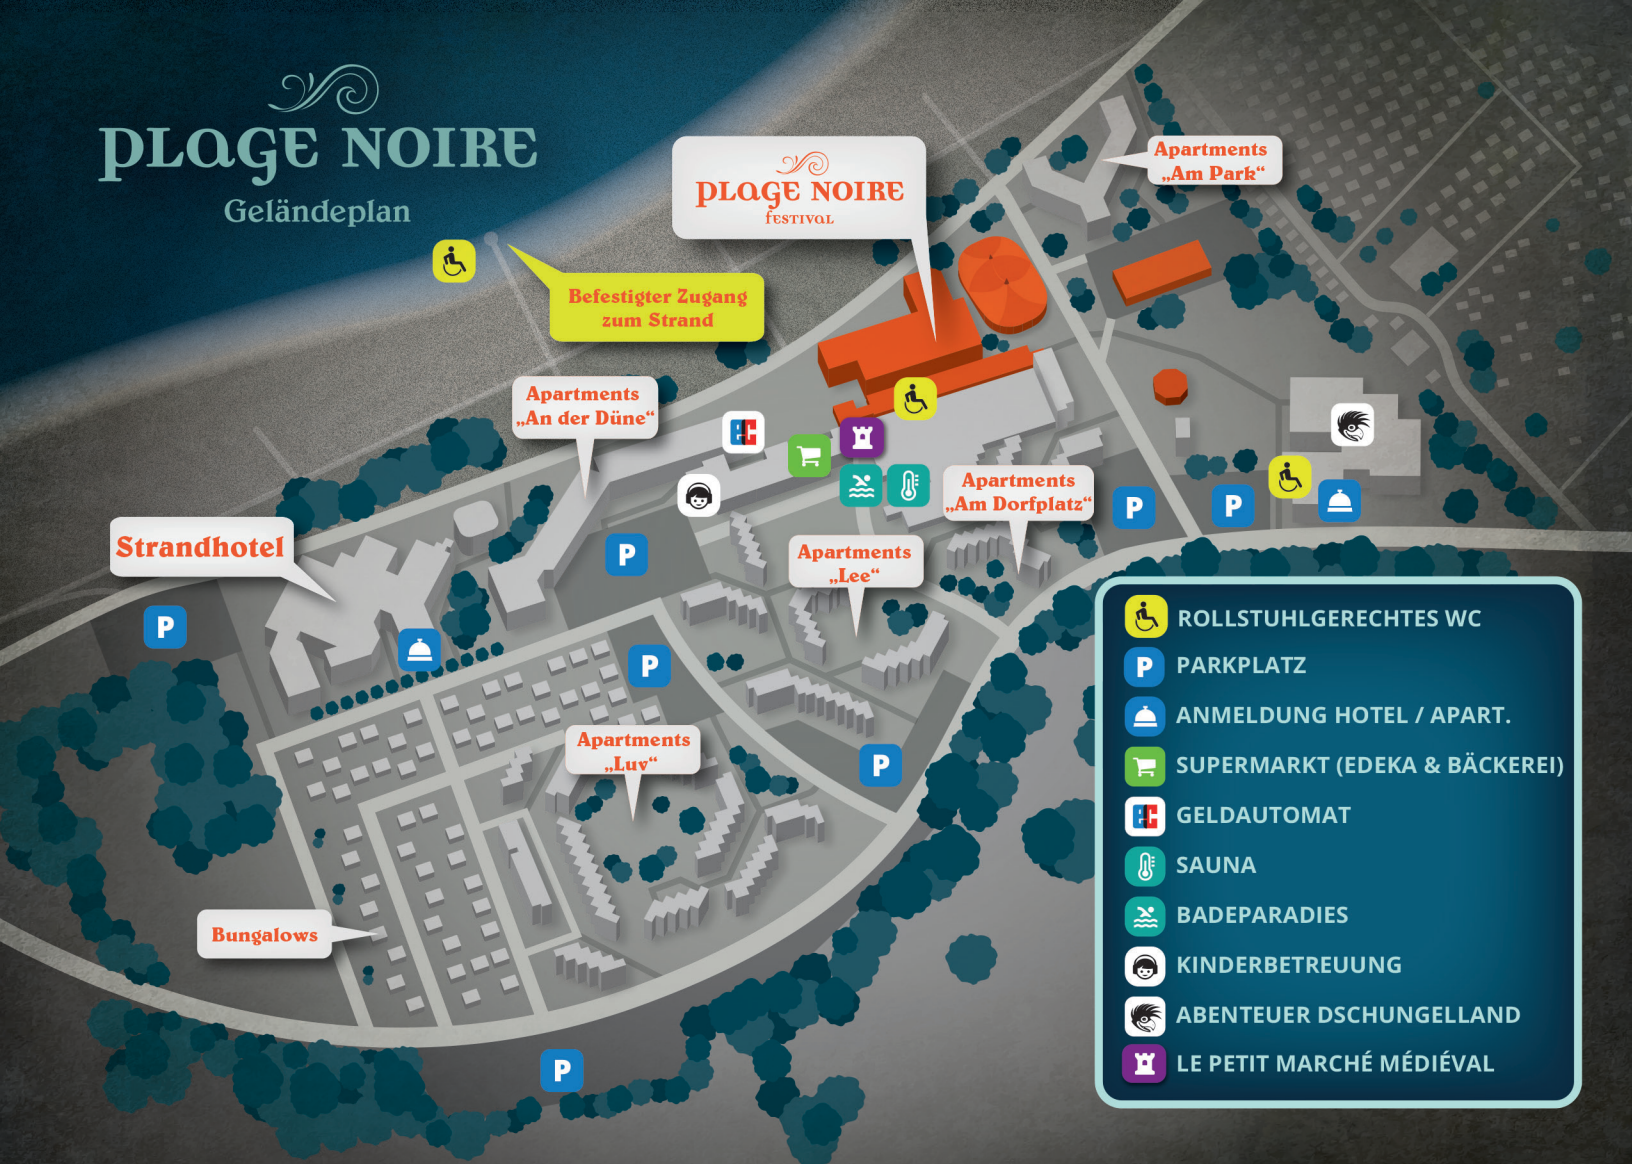 PLAGE NOIRE
Geländeplan
PLAGE NOIRE
FESTIVAL
Apartments
„Am Park“
Befestigter Zugang
zum Strand
Apartments
„An der Düne“
Strandhotel
Apartments
„Am Dorfplatz“
Apartments
„Lee“
Apartments
„Luv“
Bungalows
P
P
P
P
P
P
P
EC
ROLLSTUHLGERECHTES WC
P PARKPLATZ
ANMELDUNG HOTEL / APART.
SUPERMARKT (EDEKA & BÄCKEREI)
EC GELDAUTOMAT
SAUNA
BADEPARADIES
KINDERBETREUUNG
ABENTEUER DSCHUNGELLAND
LE PETIT MARCHÉ MÉDIÉVAL